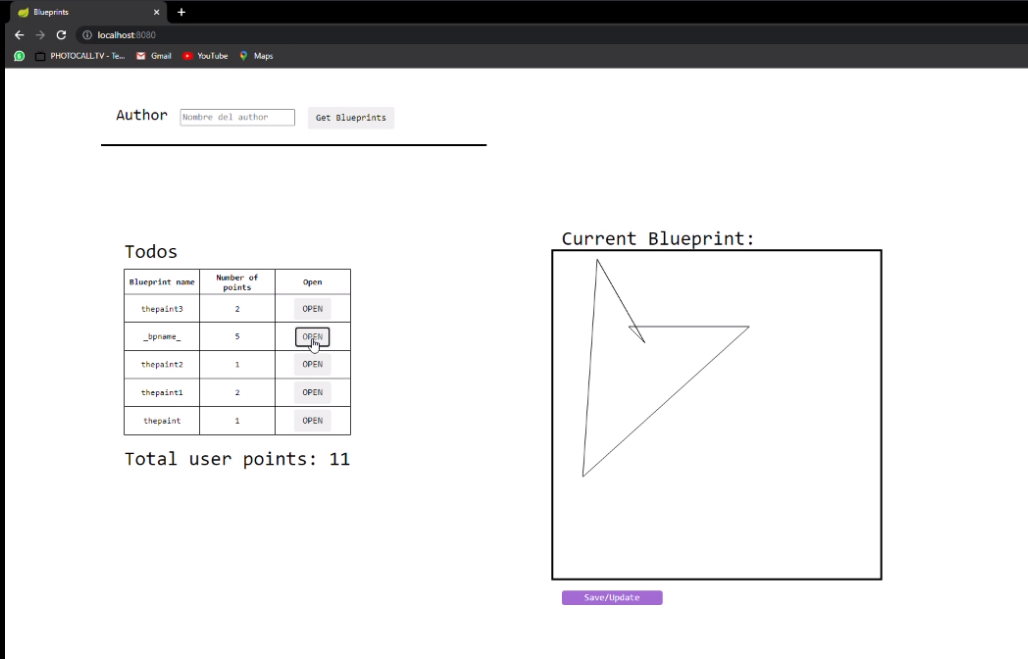 Blueprints
localhost:8080
PHOTOCALL.TV - Te... Gmail YouTube Maps
Author Nombre del author Get Blueprints
Todos
Blueprint name Number of points Open
thepaint3 2 OPEN
_bpname_ 5 OPEN
thepaint2 1 OPEN
thepaint1 2 OPEN
thepaint 1 OPEN
Total user points: 11
Current Blueprint:
Save/Update